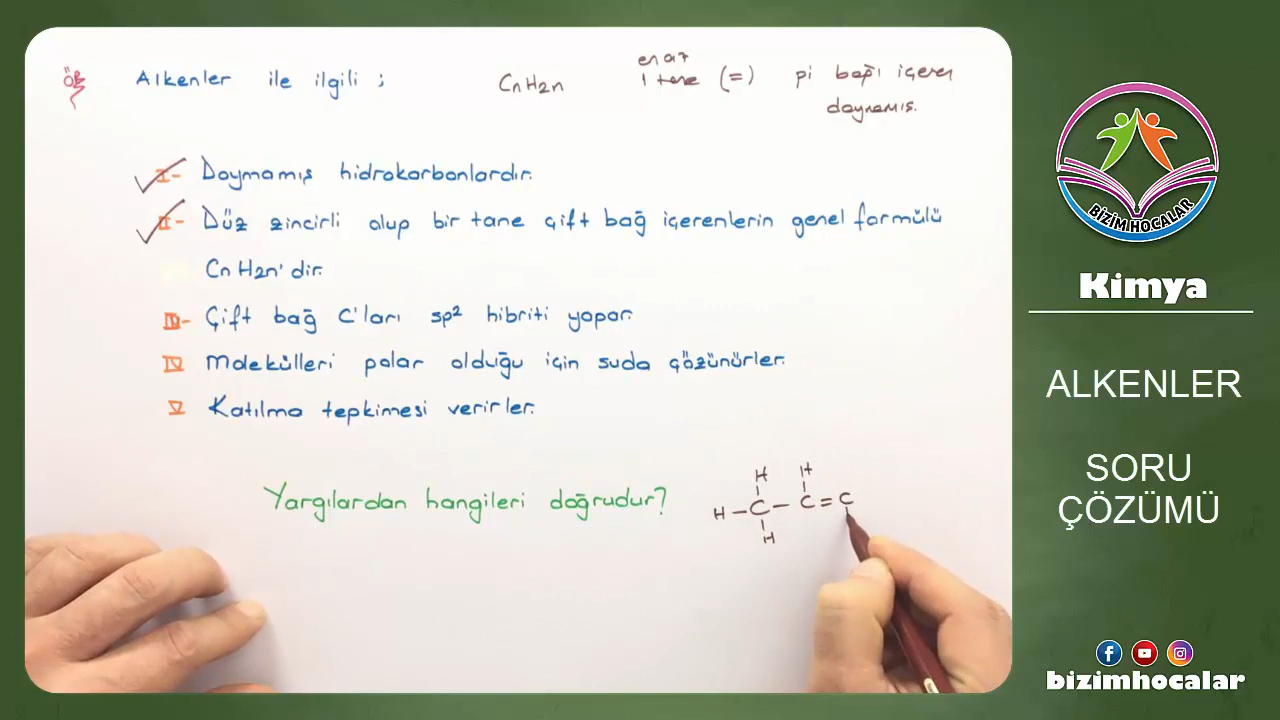 Ör
Alkenler ile ilgili ;
CnH2n
en az
1 tane (=) pi bağı içeren
doymamış.
I- Doymamış hidrokarbonlardır.
II- Düz zincirli olup bir tane çift bağ içerenlerin genel formülü
CnH2n'dir.
III- Çift bağ C'ları sp² hibriti yapar.
IV Molekülleri polar olduğu için suda çözünürler.
V Katılma tepkimesi verirler.
Yargılardan hangileri doğrudur?
H H
H - C - C = C
H
BİZİM HOCALAR
Kimya
ALKENLER
SORU
ÇÖZÜMÜ
bizimhocalar